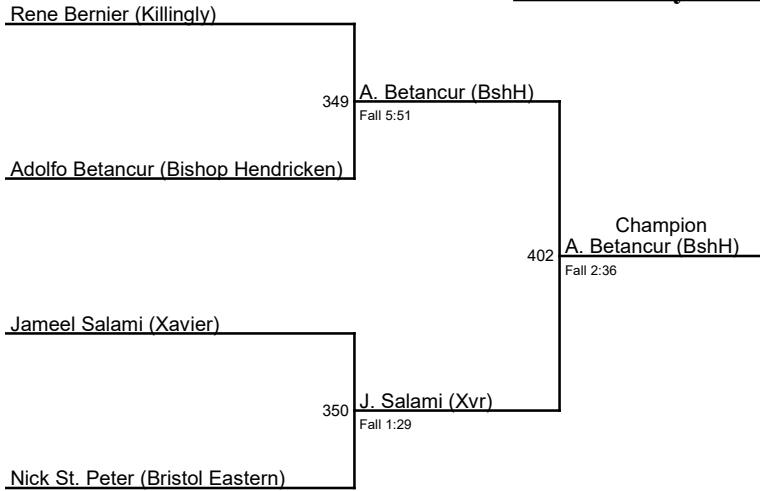 Rene Bernier (Killingly)
349 A. Betancur (BshH)
Fall 5:51
Adolfo Betancur (Bishop Hendricken)
Champion
402 A. Betancur (BshH)
Fall 2:36
Jameel Salami (Xavier)
350 J. Salami (Xvr)
Fall 1:29
Nick St. Peter (Bristol Eastern)